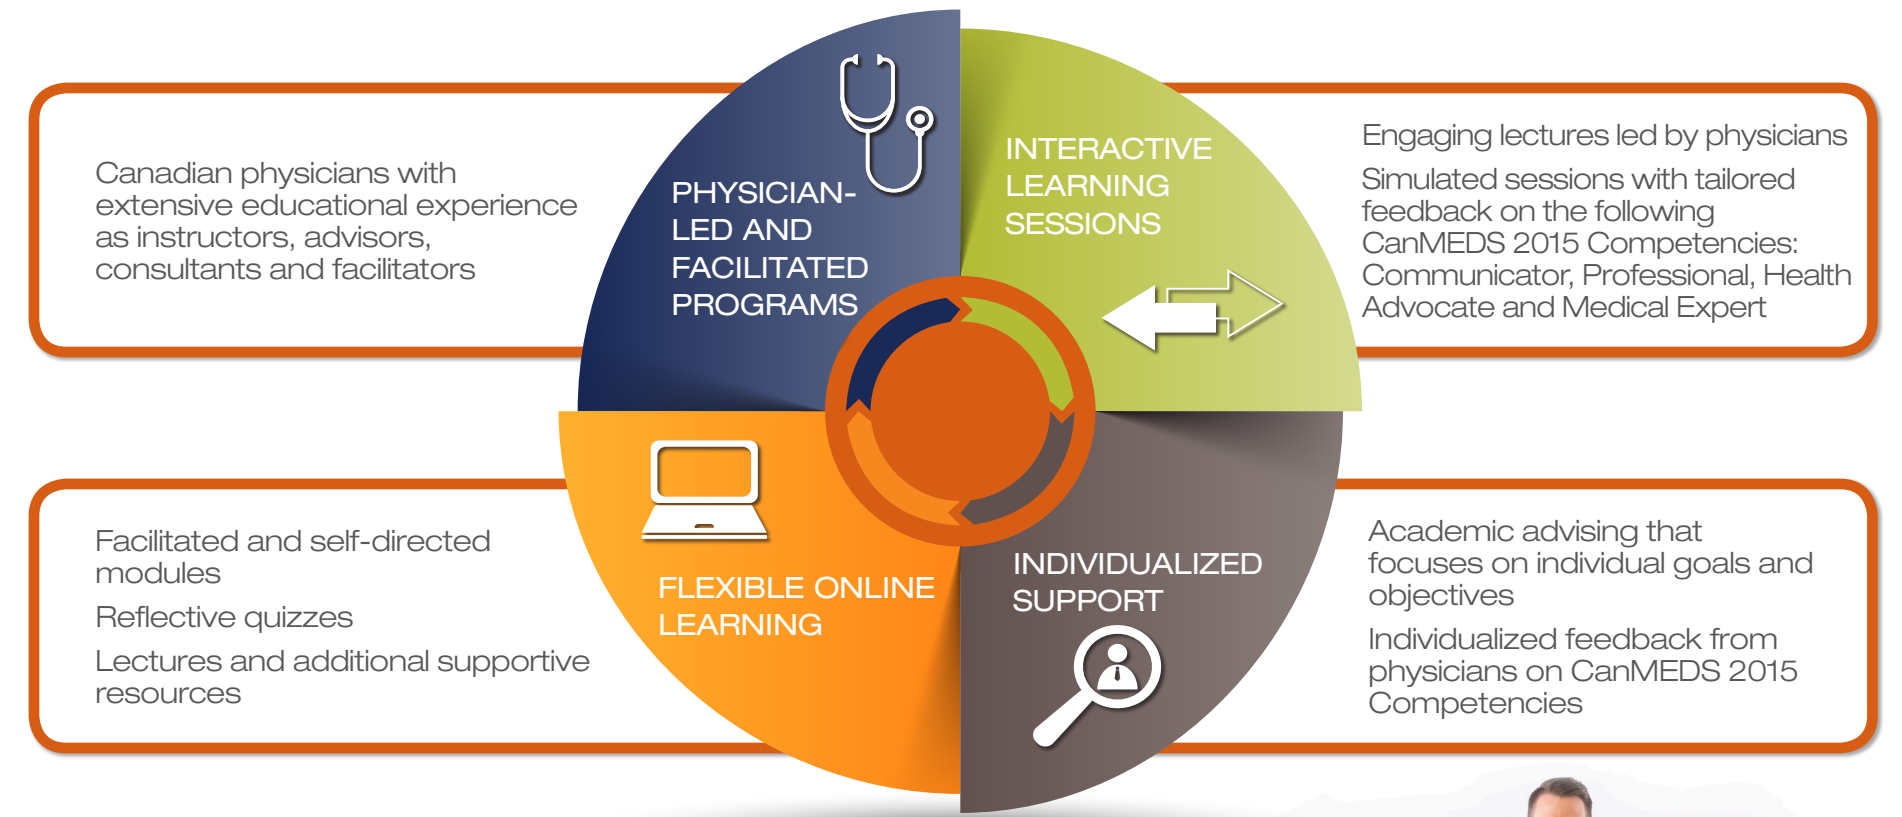 Canadian physicians with
extensive educational experience
as instructors, advisors,
consultants and facilitators
PHYSICIAN-
LED AND
FACILITATED
PROGRAMS
INTERACTIVE
LEARNING
SESSIONS
Engaging lectures led by physicians
Simulated sessions with tailored
feedback on the following
CanMEDS 2015 Competencies:
Communicator, Professional, Health
Advocate and Medical Expert
Facilitated and self-directed
modules
Reflective quizzes
Lectures and additional supportive
resources
FLEXIBLE ONLINE
LEARNING
INDIVIDUALIZED
SUPPORT
Academic advising that
focuses on individual goals and
objectives
Individualized feedback from
physicians on CanMEDS 2015
Competencies